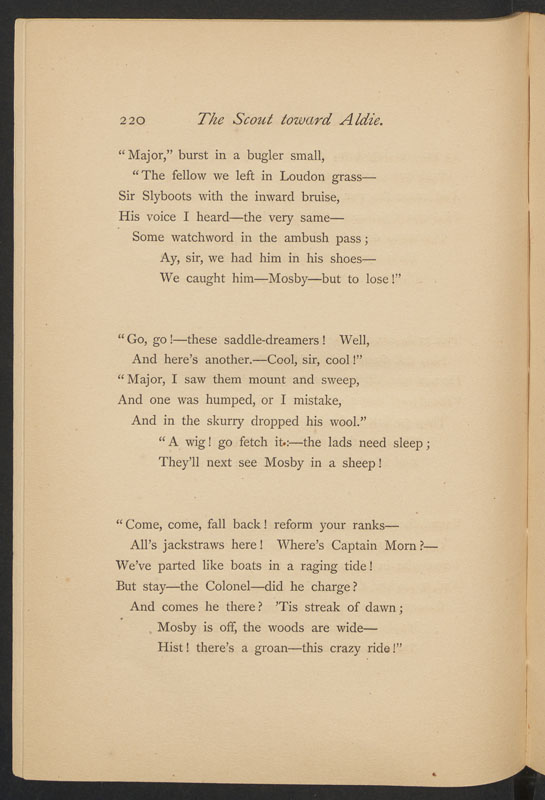 220 The Scout toward Aldie.
“Major,” burst in a bugler small,
“The fellow we left in Loudon grass—
Sir Slyboots with the inward bruise,
His voice I heard—the very same—
Some watchword in the ambush pass;
Ay, sir, we had him in his shoes—
We caught him—Mosby—but to lose!”
“Go, go!—these saddle-dreamers! Well,
And here’s another.—Cool, sir, cool!”
“Major, I saw them mount and sweep,
And one was humped, or I mistake,
And in the skurry dropped his wool.”
“A wig! go fetch it:—the lads need sleep;
They’ll next see Mosby in a sheep!
“Come, come, fall back! reform your ranks—
All’s jackstraws here! Where’s Captain Morn?—
We’ve parted like boats in a raging tide!
But stay—the Colonel—did he charge?
And comes he there? ’Tis streak of dawn;
Mosby is off, the woods are wide—
Hist! there’s a groan—this crazy ride!”